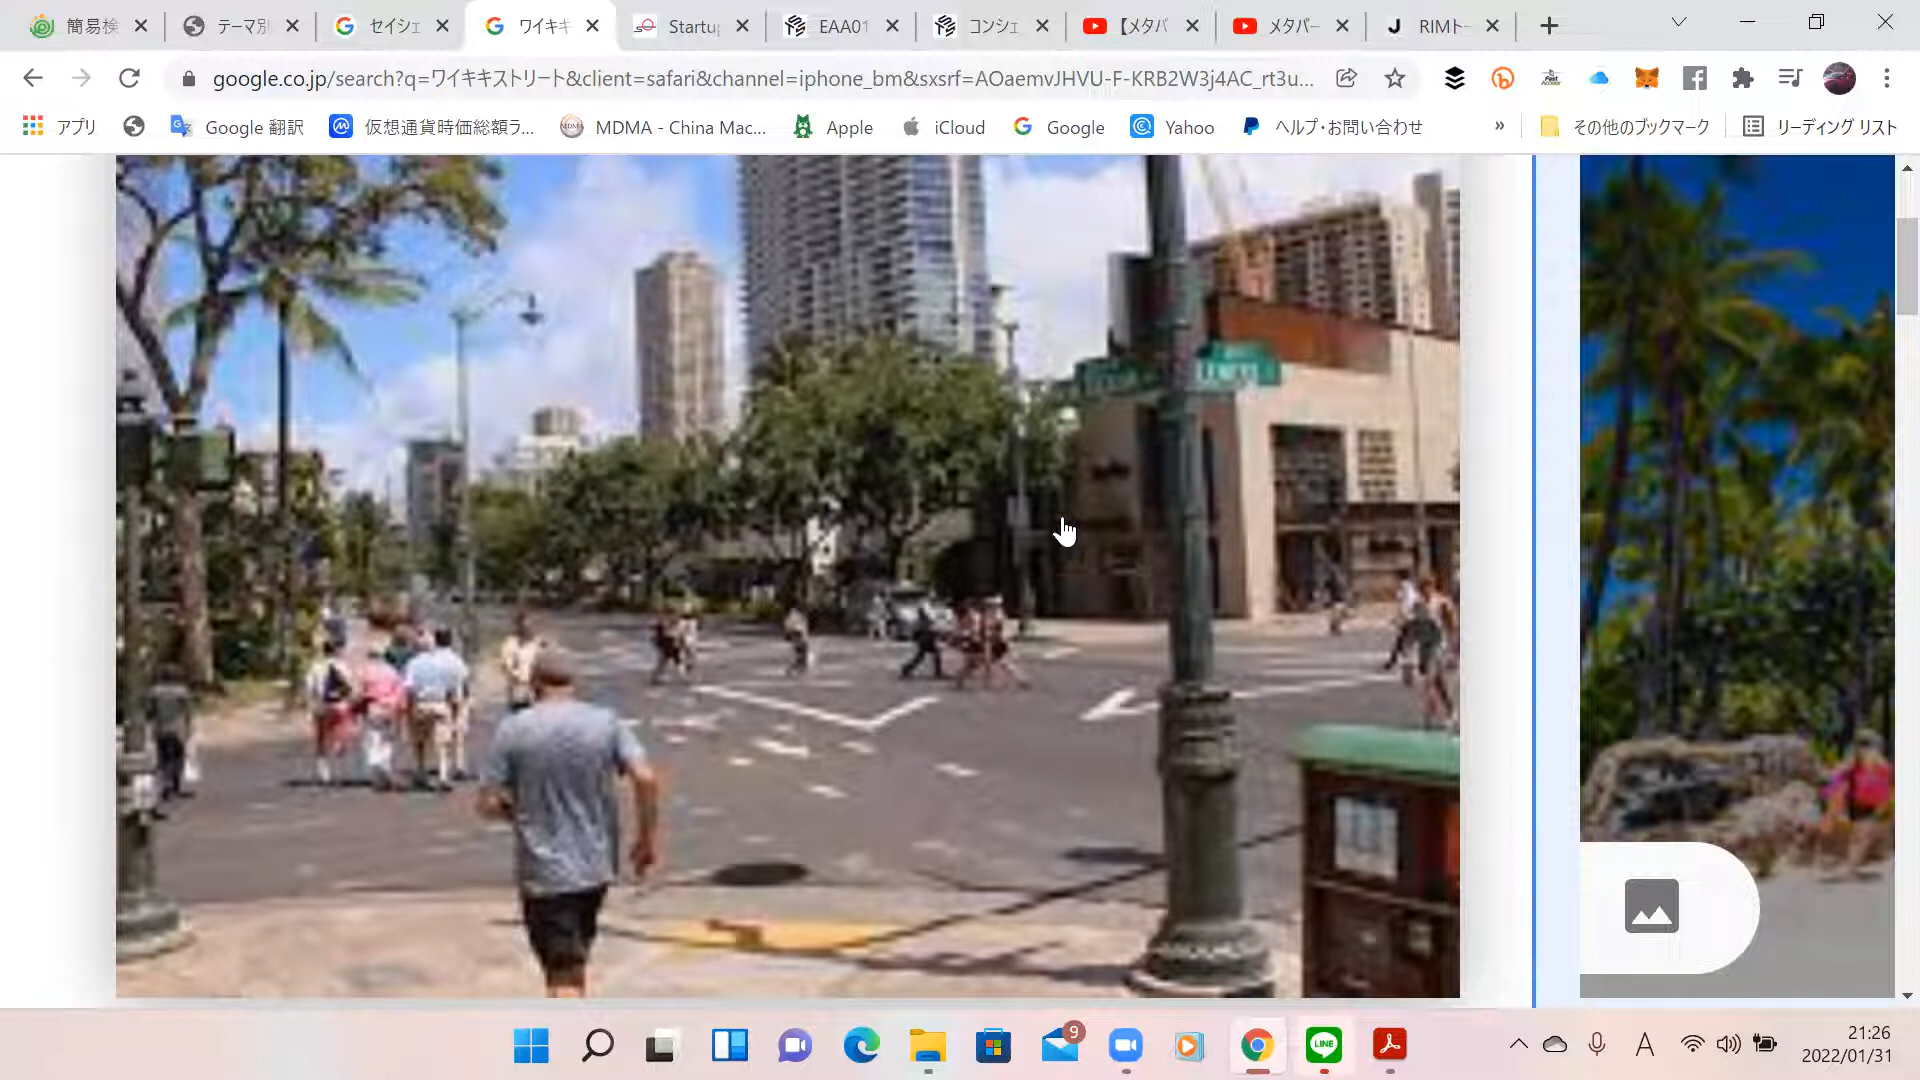 簡易検
テーマ別
セイシェ
ワイキキ
Startup
EAA01
コンシェ
【メタバ
メタバー
RIMトー
google.co.jp/search?q=ワイキキストリート&client=safari&channel=iphone_bm&sxsrf=AOaemvJHVU-F-KRB2W3j4AC_rt3u...
アプリ
Google 翻訳
仮想通貨時価総額ラ...
MDMA - China Mac...
Apple
iCloud
Google
Yahoo
ヘルプ・お問い合わせ
»
その他のブックマーク
リーディング リスト
9
LINE
A
21:26
2022/01/31